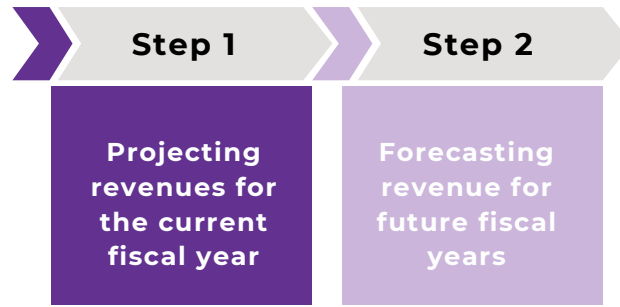 Step 1
Step 2
Projecting
revenues for
the current
fiscal year
Forecasting
revenue for
future fiscal
years